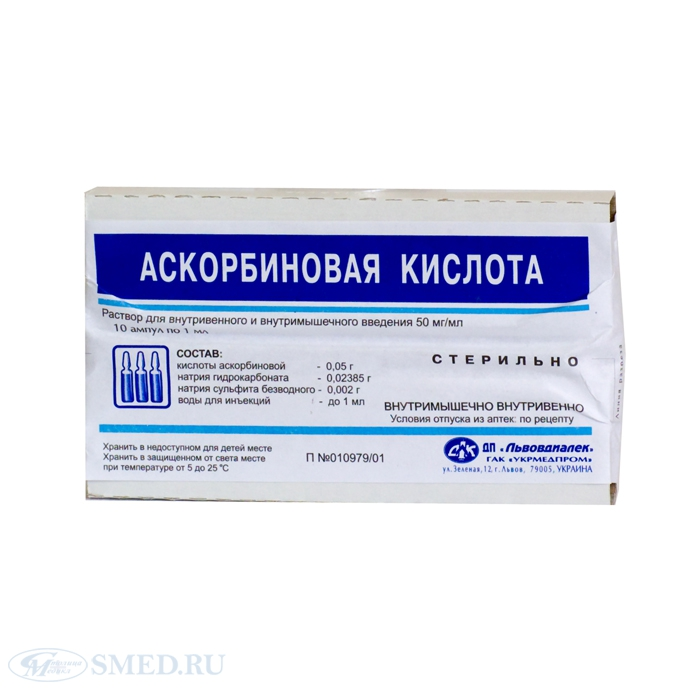 АСКОРБИНОВАЯ КИСЛОТА
Раствор для внутривенного и внутримышечного введения 50 мг/мл
10 ампул по 1 мл
СОСТАВ:
кислоты аскорбиновой - 0,05 г
натрия гидрокарбоната - 0,02385 г
натрия сульфита безводного - 0,002 г
воды для инъекций - до 1 мл
СТЕРИЛЬНО
ВНУТРИМЫШЕЧНО ВНУТРИВЕННО
Условия отпуска из аптек: по рецепту
Хранить в недоступном для детей месте
Хранить в защищенном от света месте
при температуре от 5 до 25 °С
П №010979/01
ДП „Львовдиалек"
ГАК „УКРМЕДПРОМ"
ул. Зеленая, 12, г. Львов, 79005, УКРАИНА
SMED.RU